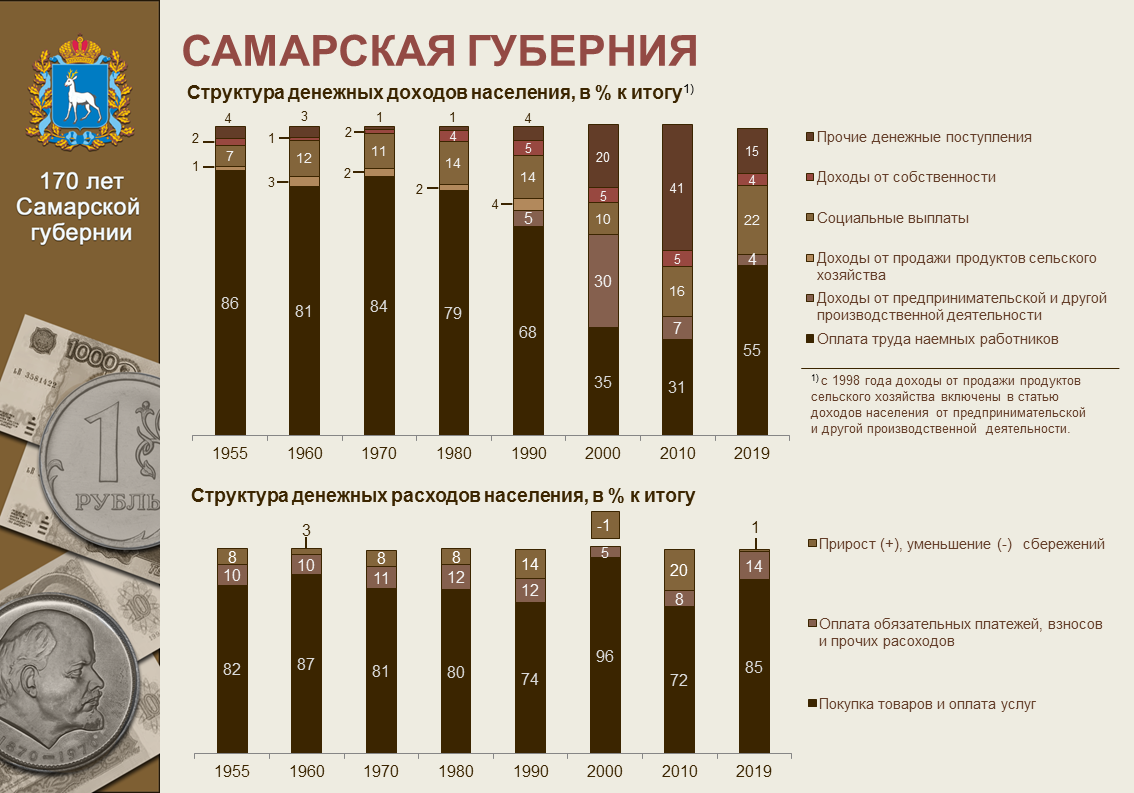 170 лет
Самарской
губернии
1000
ЬП 3581422
1
РУБЛЬ
10
1870-1970
САМАРСКАЯ ГУБЕРНИЯ
Структура денежных доходов населения, в % к итогу1)
4 3 1 1 4
2 1 2 4 5 20 41 15
7 12 11 14 14 5 5 4
1 3 2 2 4 10 16 22
5 30 7 4
86 81 84 79 68 35 31 55
1955 1960 1970 1980 1990 2000 2010 2019
Прочие денежные поступления
Доходы от собственности
Социальные выплаты
Доходы от продажи продуктов сельского
хозяйства
Доходы от предпринимательской и другой
производственной деятельности
Оплата труда наемных работников
1) с 1998 года доходы от продажи продуктов
сельского хозяйства включены в статью
доходов населения от предпринимательской
и другой производственной деятельности.
Структура денежных расходов населения, в % к итогу
8 3 8 8 14 -1 20 1
10 10 11 12 12 5 8 14
82 87 81 80 74 96 72 85
1955 1960 1970 1980 1990 2000 2010 2019
Прирост (+), уменьшение (-) сбережений
Оплата обязательных платежей, взносов
и прочих расоходов
Покупка товаров и оплата услуг